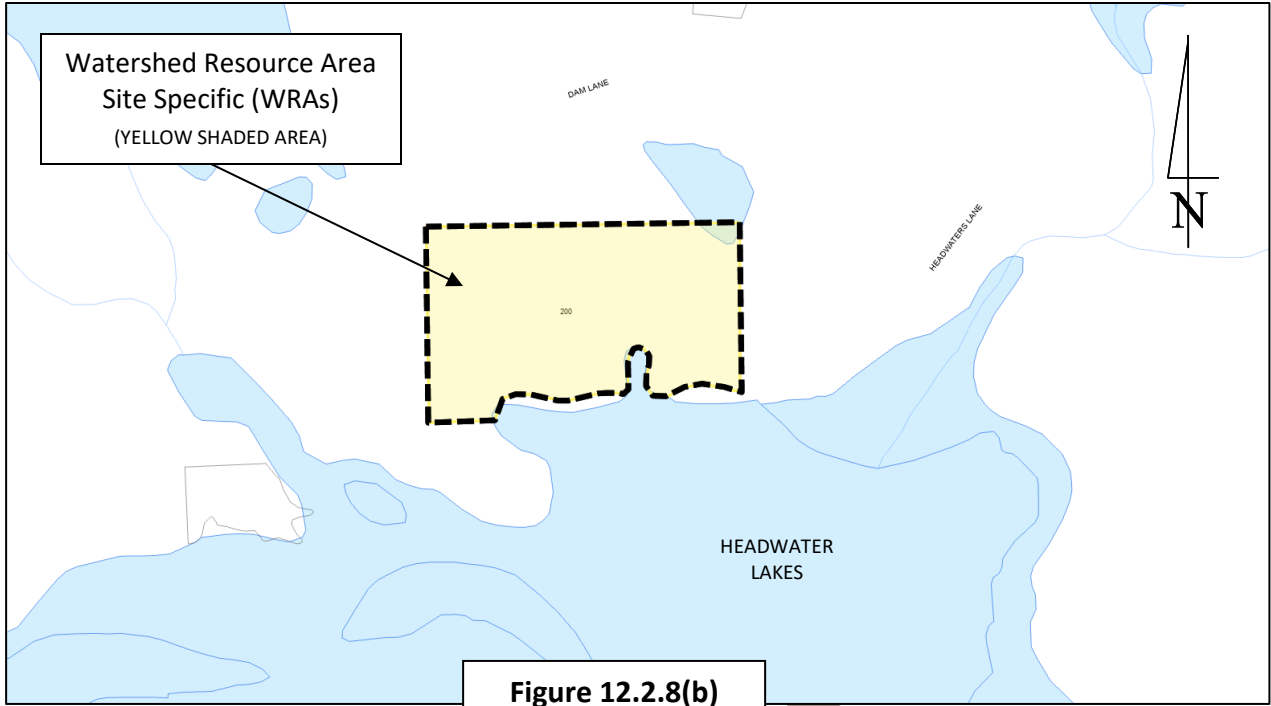 Watershed Resource Area
Site Specific (WRAs)
(YELLOW SHADED AREA)
DAM LANE
N
HEADWATERS LANE
200
HEADWATER
LAKES
Figure 12.2.8(b)